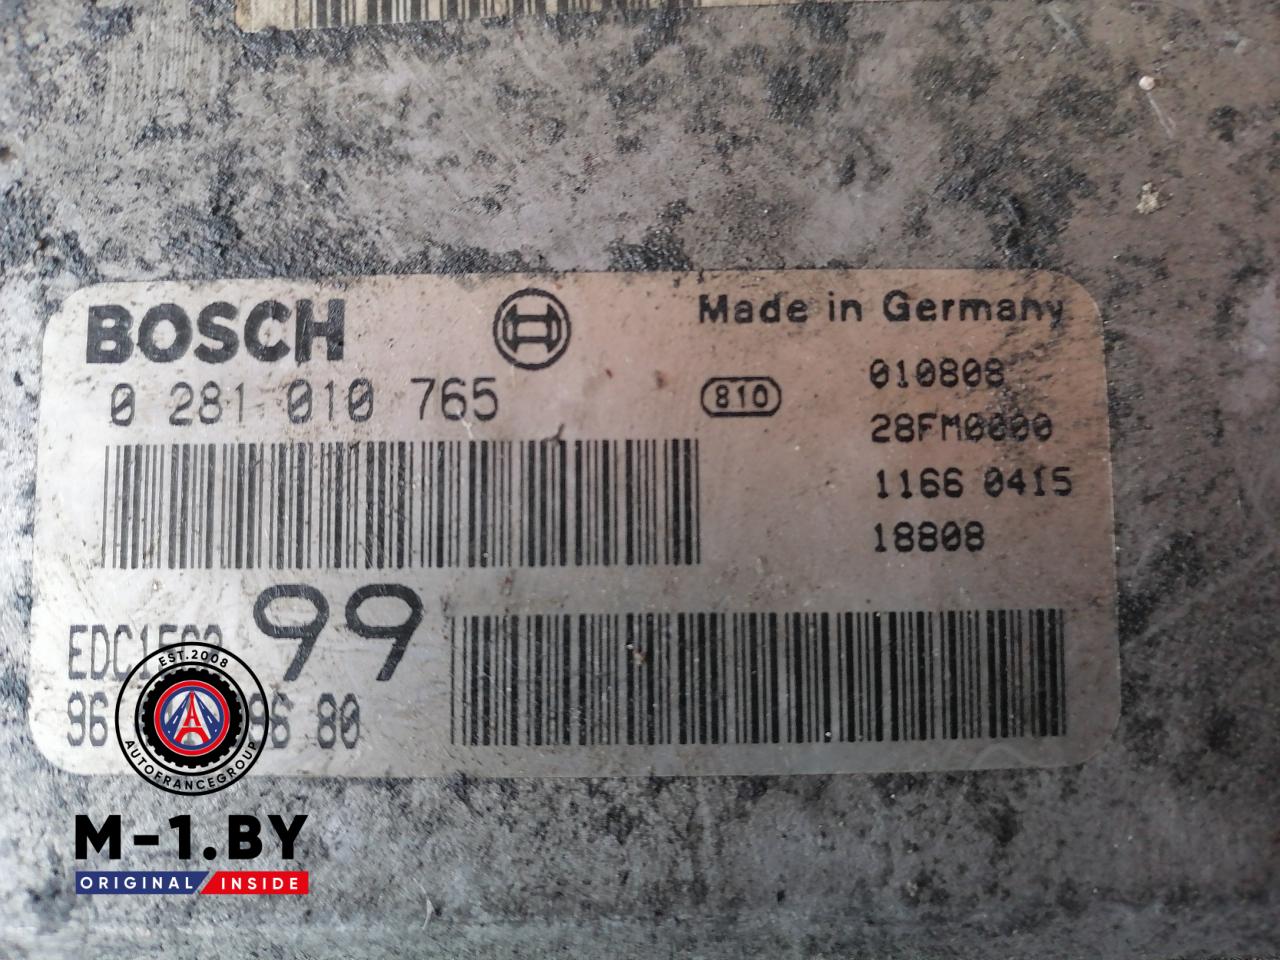 BOSCH
Made in Germany
0 281 010 765
810
010808
28FM0000
1166 0415
18808
99
80
EST.2008
AUTOFRANCEGROUP
M-1.BY
ORIGINAL INSIDE